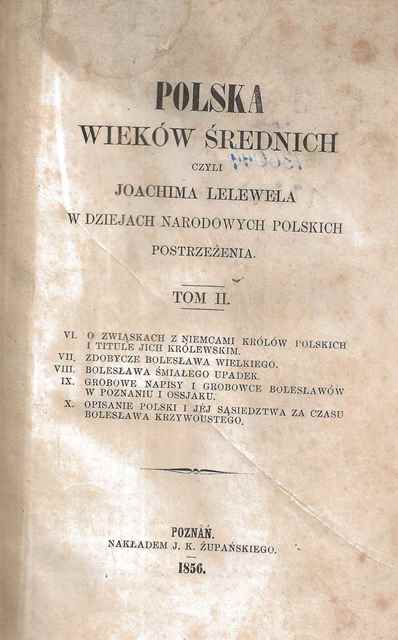 POLSKA
WIEKÓW ŚREDNICH
CZYLI
JOACHIMA LELEWELA
W DZIEJACH NARODOWYCH POLSKICH
POSTRZEŻENIA.
TOM II.
VI. O ZWIĄSKACH Z NIEMCAMI KRÓLÓW POLSKICH
I TITULE JICH KRÓLEWSKIM.
VII. ZDOBYCZE BOLESŁAWA WIELKIEGO.
VIII. BOLESŁAWA ŚMIAŁEGO UPADEK.
IX. GROBOWE NAPISY I GROBOWCE BOLESŁAWÓW
W POZNANIU I OSSJAKU.
X. OPISANIE POLSKI I JÉJ SĄSIEDZTWA ZA CZASU
BOLESŁAWA KRZYWOUSTEGO.
POZNAŃ.
NAKŁADEM J. K. ŻUPAŃSKIEGO.
1856.